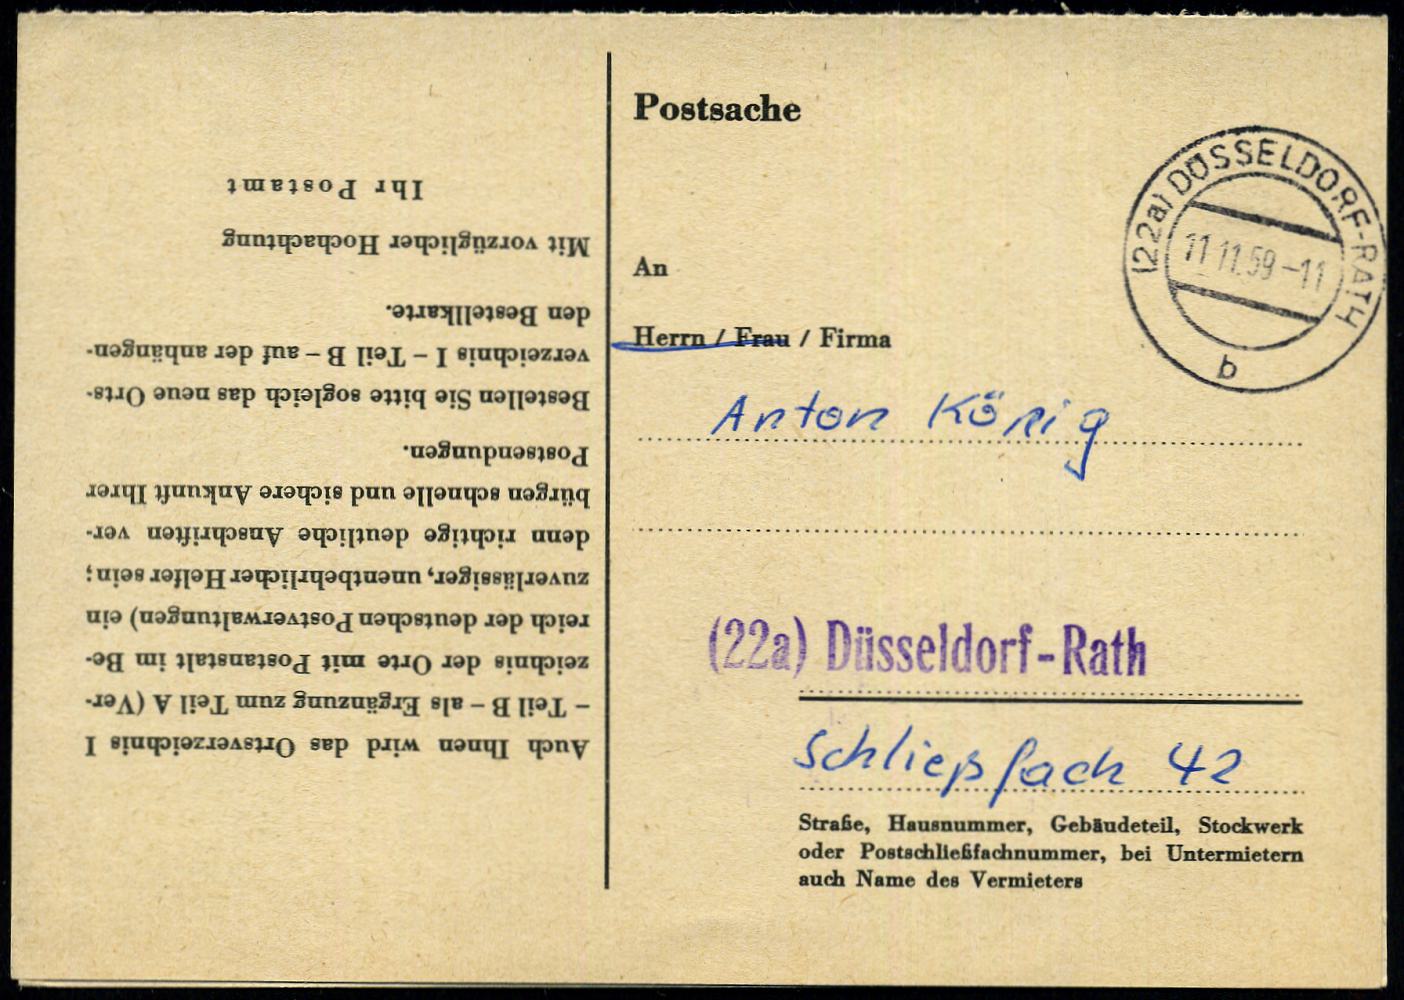 Postsache
(22a) DÜSSELDORF-RATH
11.11.59-11
b
An
Herrn / Frau / Firma
Anton König
(22a) Düsseldorf-Rath
Schließfach 42
Straße, Hausnummer, Gebäudeteil, Stockwerk
oder Postschließfachnummer, bei Untermietern
auch Name des Vermieters
Auch Ihnen wird das Ortsverzeichnis I
– Teil B – als Ergänzung zum Teil A (Ver-
zeichnis der Orte mit Postanstalt im Be-
reich der deutschen Postverwaltungen) ein
zuverlässiger, unentbehrlicher Helfer sein;
denn richtige deutliche Anschriften ver-
bürgen schnelle und sichere Ankunft Ihrer
Postsendungen.
Bestellen Sie bitte sogleich das neue Orts-
verzeichnis I – Teil B – auf der anhängen-
den Bestellkarte.
Mit vorzüglicher Hochachtung
Ihr Postamt